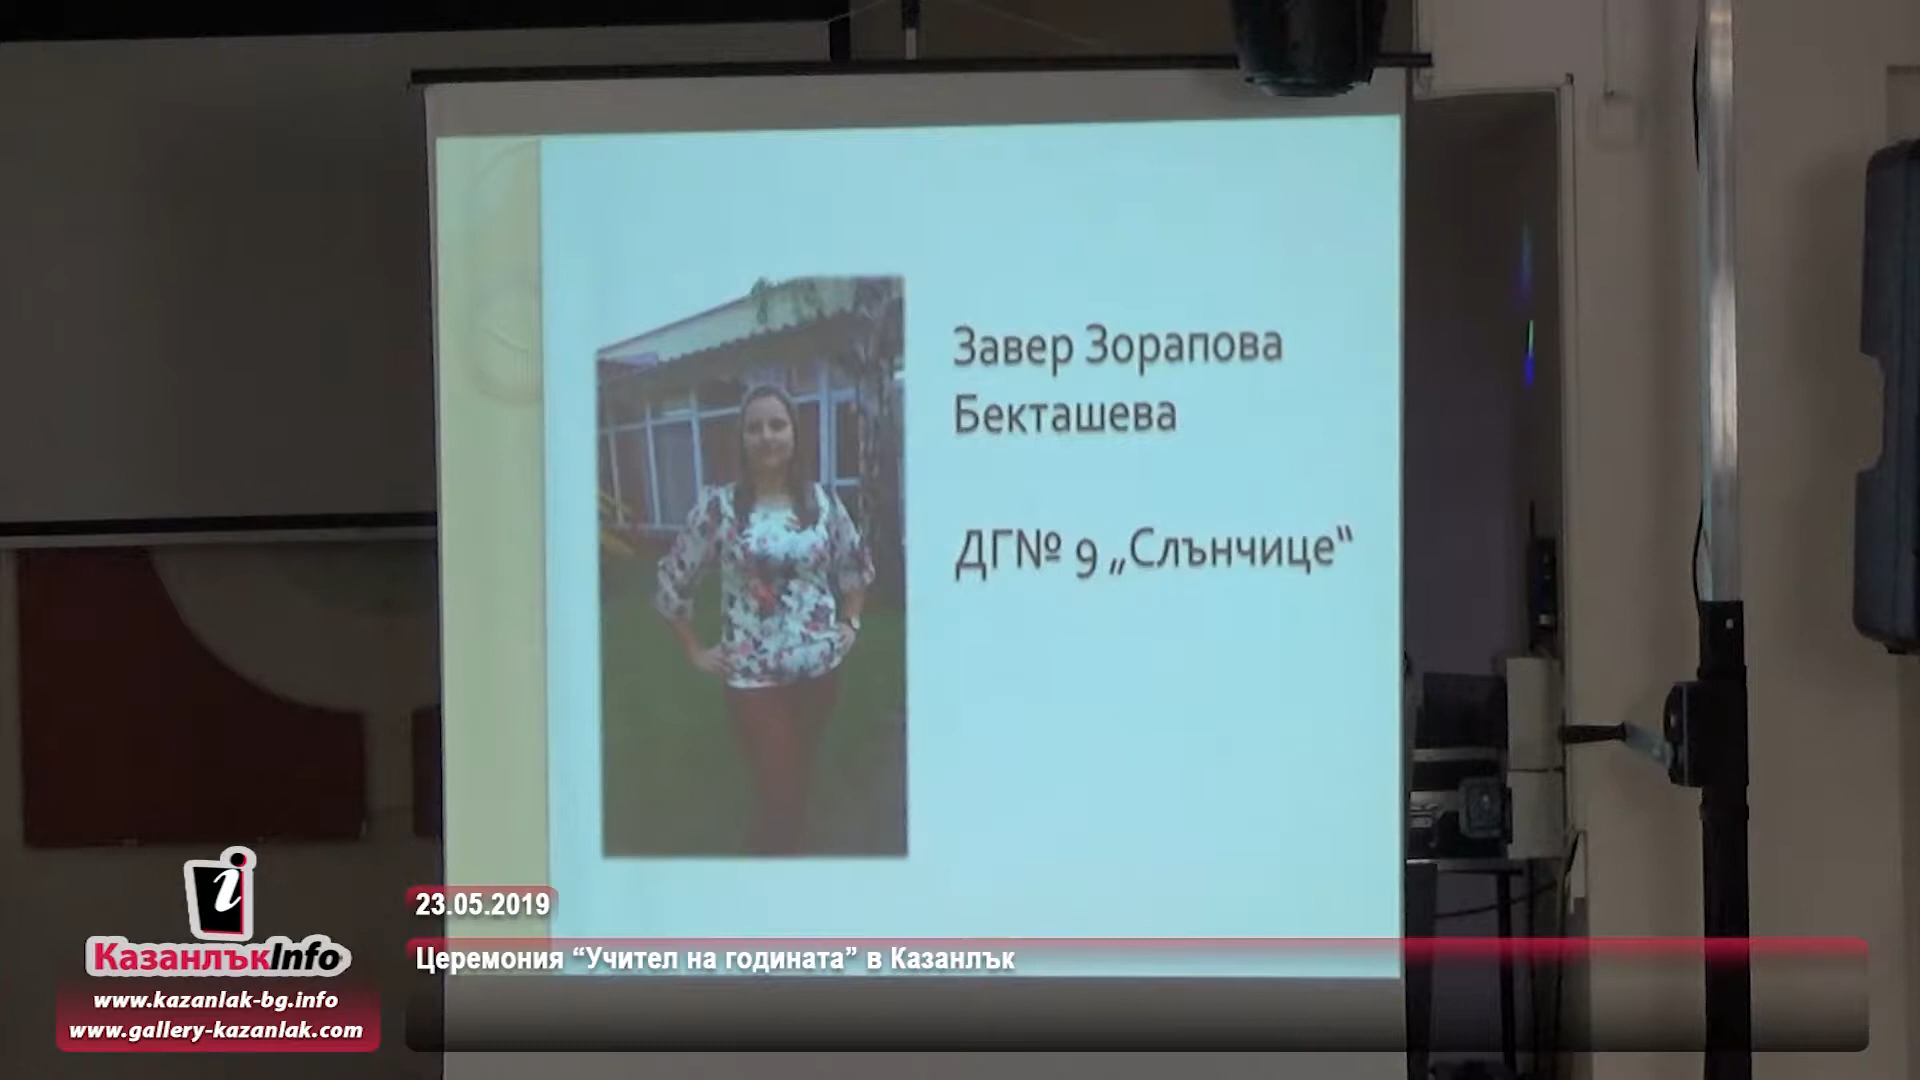 Завер Зорапова
Бекташева
ДГ№ 9 „Слънчице“
23.05.2019
Церемония “Учител на годината” в Казанлък
i
КазанлъкInfo
www.kazanlak-bg.info
www.gallery-kazanlak.com